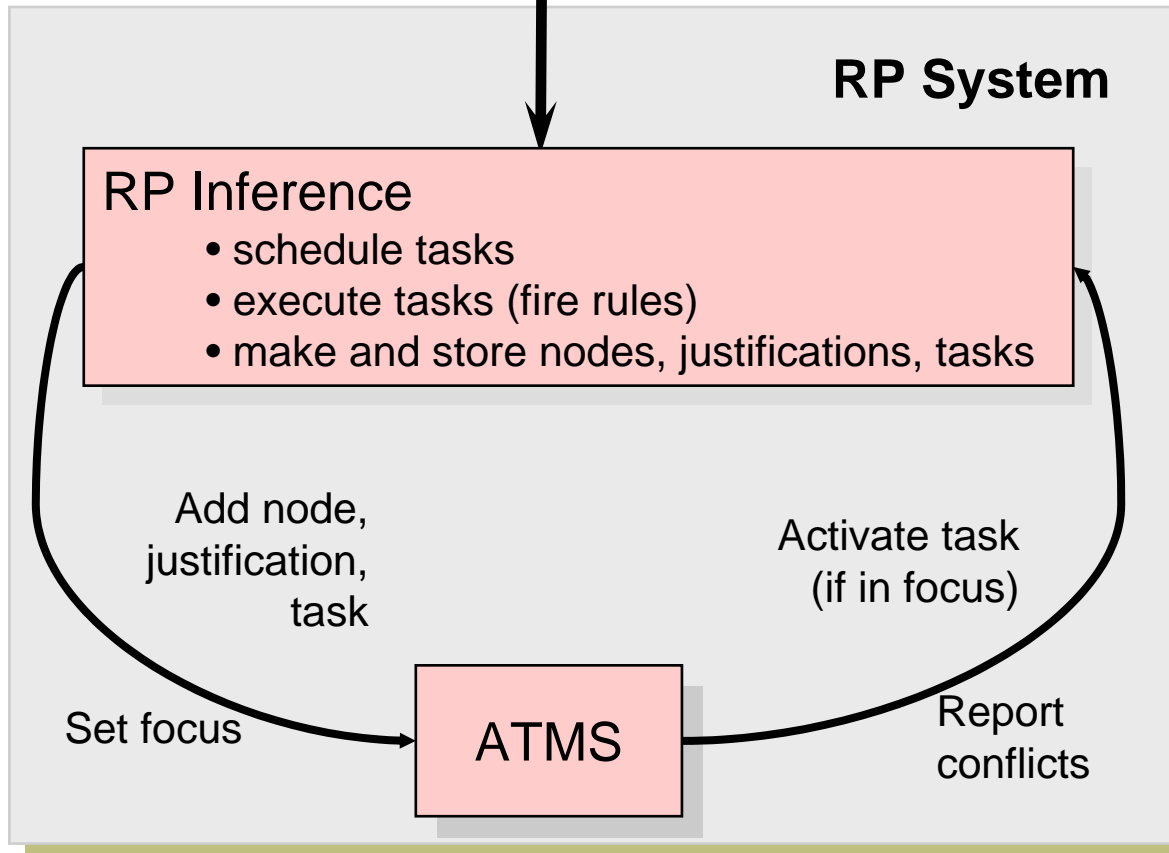 RP System
RP Inference
• schedule tasks
• execute tasks (fire rules)
• make and store nodes, justifications, tasks
Add node,
justification,
task
Activate task
(if in focus)
Set focus
ATMS
Report
conflicts